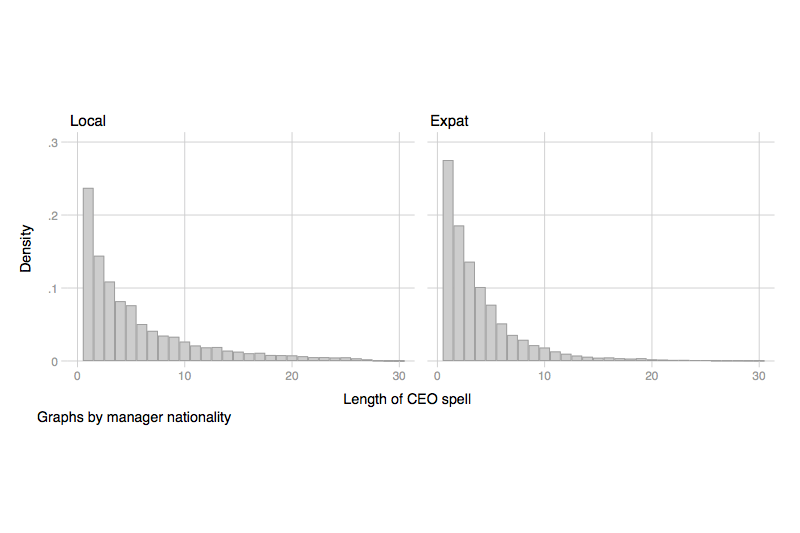 Local
Expat
.3
.2
.1
0
Density
0 10 20 30
0 10 20 30
Length of CEO spell
Graphs by manager nationality